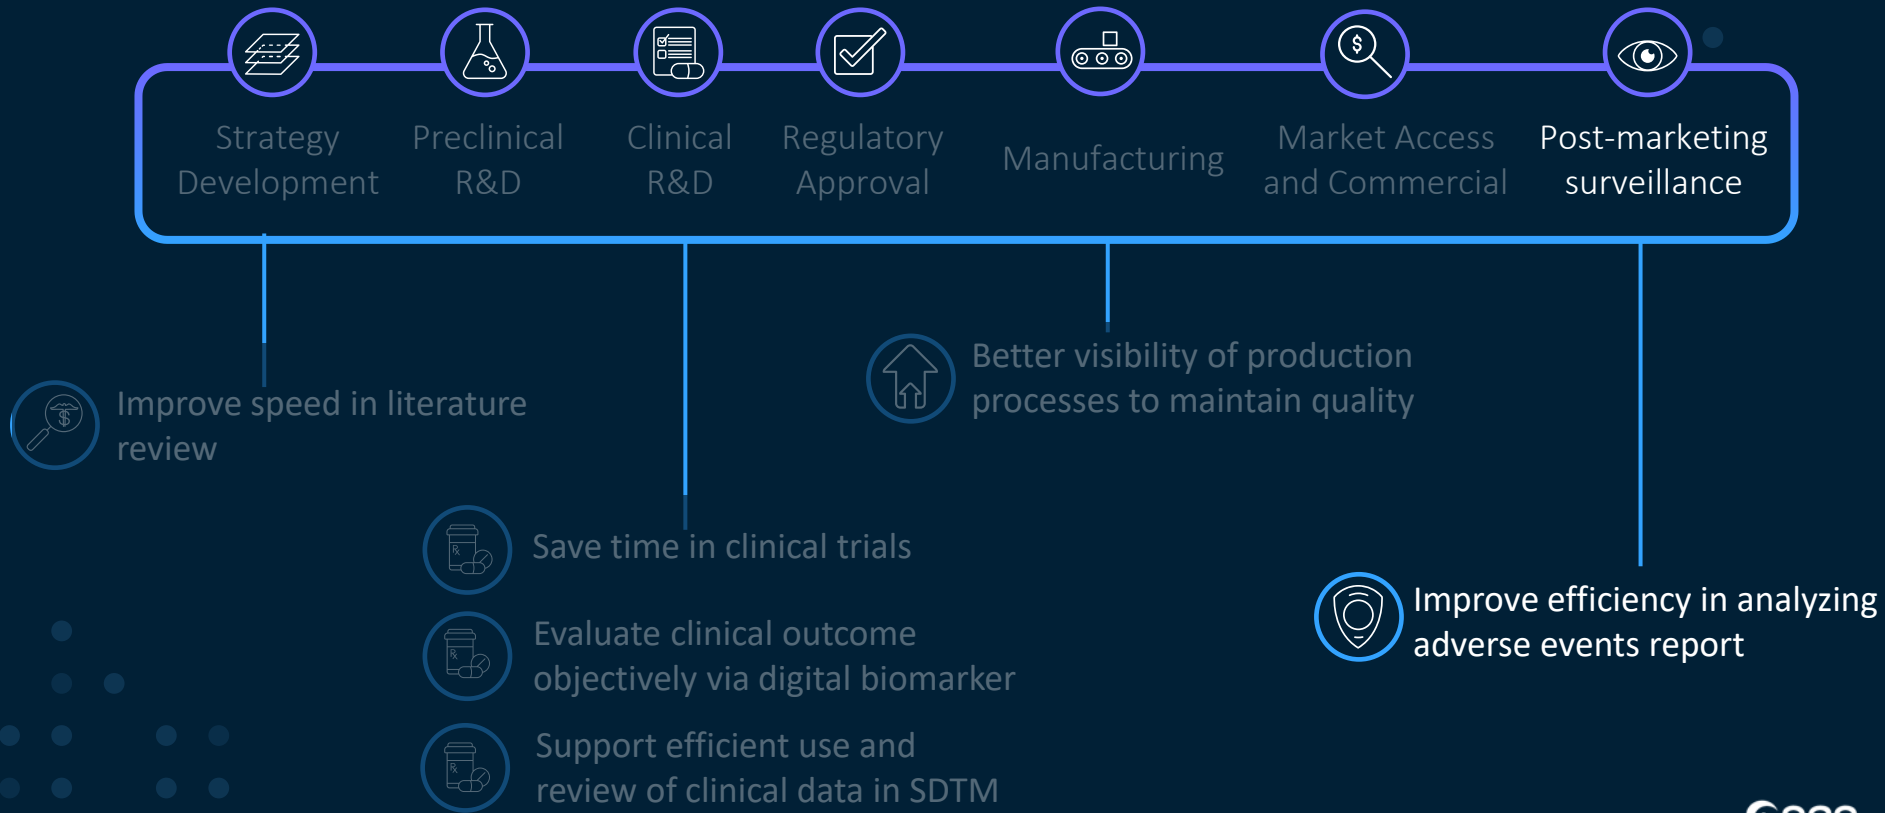 Strategy
Development
Preclinical
R&D
Clinical
R&D
Regulatory
Approval
Manufacturing
Market Access
and Commercial
Post-marketing
surveillance
Improve speed in literature
review
Better visibility of production
processes to maintain quality
Save time in clinical trials
Evaluate clinical outcome
objectively via digital biomarker
Support efficient use and
review of clinical data in SDTM
Improve efficiency in analyzing
adverse events report